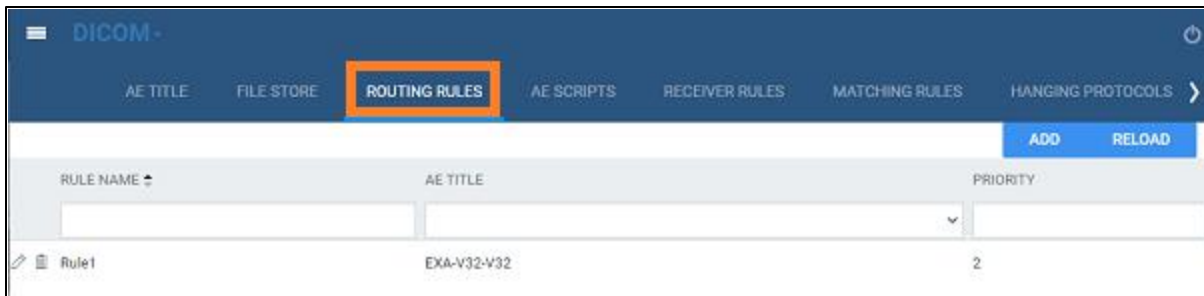 DICOM
AE TITLE FILE STORE ROUTING RULES AE SCRIPTS RECEIVER RULES MATCHING RULES HANGING PROTOCOLS
ADD RELOAD
RULE NAME AE TITLE PRIORITY
Rule1 EXA-V32-V32 2